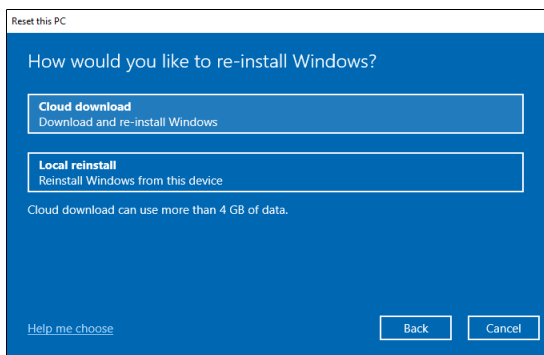 Reset this PC
How would you like to re-install Windows?
Cloud download
Download and re-install Windows
Local reinstall
Reinstall Windows from this device
Cloud download can use more than 4 GB of data.
Help me choose
Back
Cancel